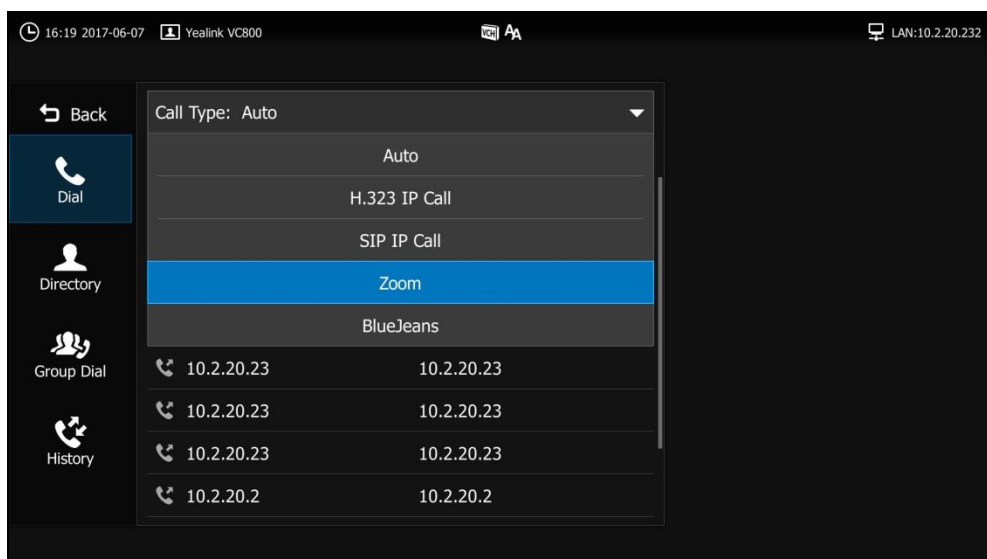 16:19 2017-06-07 Yealink VC800 VCH AA LAN:10.2.20.232
Back
Call Type: Auto
Auto
Dial
H.323 IP Call
SIP IP Call
Directory
Zoom
BlueJeans
Group Dial
10.2.20.23 10.2.20.23
10.2.20.23 10.2.20.23
History
10.2.20.23 10.2.20.23
10.2.20.2 10.2.20.2